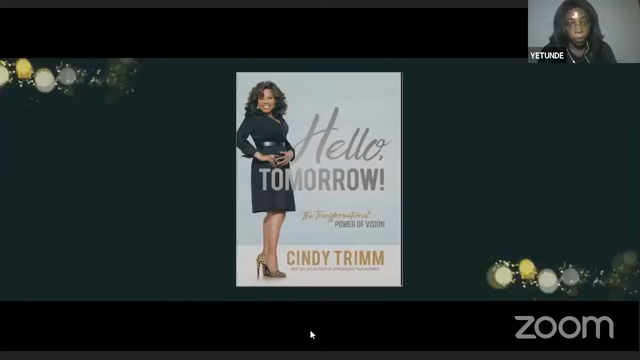 YETUNDE
Hello,
TOMORROW!
The Transformational
POWER OF VISION
CINDY TRIMM
zoom